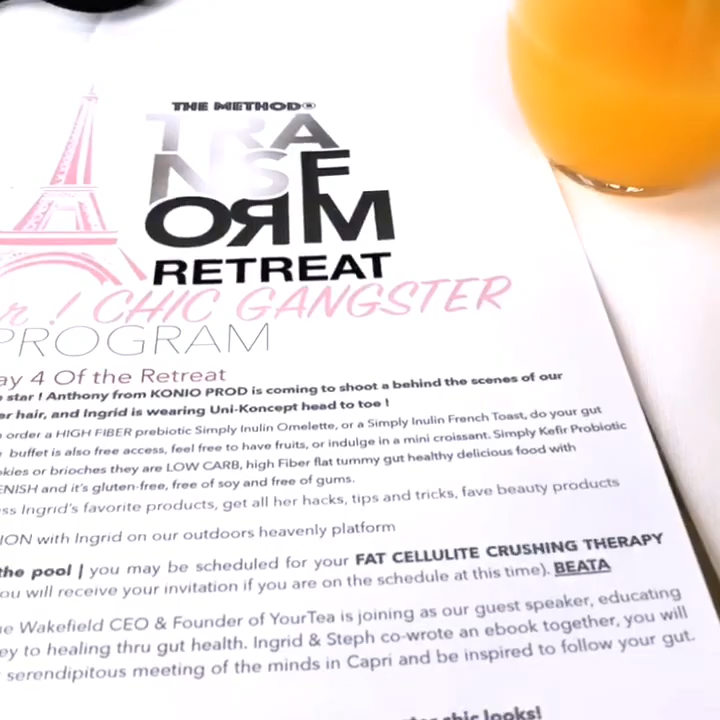 THE METHOD®
TRA
NSF
ORM
RETREAT
r ! CHIC GANGSTER
PROGRAM
ay 4 Of the Retreat
star ! Anthony from KONIO PROD is coming to shoot a behind the scenes of our
er hair, and Ingrid is wearing Uni-Koncept head to toe !
order a HIGH FIBER prebiotic Simply Inulin Omelette, or a Simply Inulin French Toast, do your gut
buffet is also free access, feel free to have fruits, or indulge in a mini croissant. Simply Kefir Probiotic
okies or brioches they are LOW CARB, high Fiber flat tummy gut healthy delicious food with
ENISH and it's gluten-free, free of soy and free of gums.
ss Ingrid's favorite products, get all her hacks, tips and tricks, fave beauty products
ION with Ingrid on our outdoors heavenly platform
the pool | you may be scheduled for your FAT CELLULITE CRUSHING THERAPY
ou will receive your invitation if you are on the schedule at this time). BEATA
e Wakefield CEO & Founder of YourTea is joining as our guest speaker, educating
ey to healing thru gut health. Ingrid & Steph co-wrote an ebook together, you will
serendipitous meeting of the minds in Capri and be inspired to follow your gut.
chic looks!